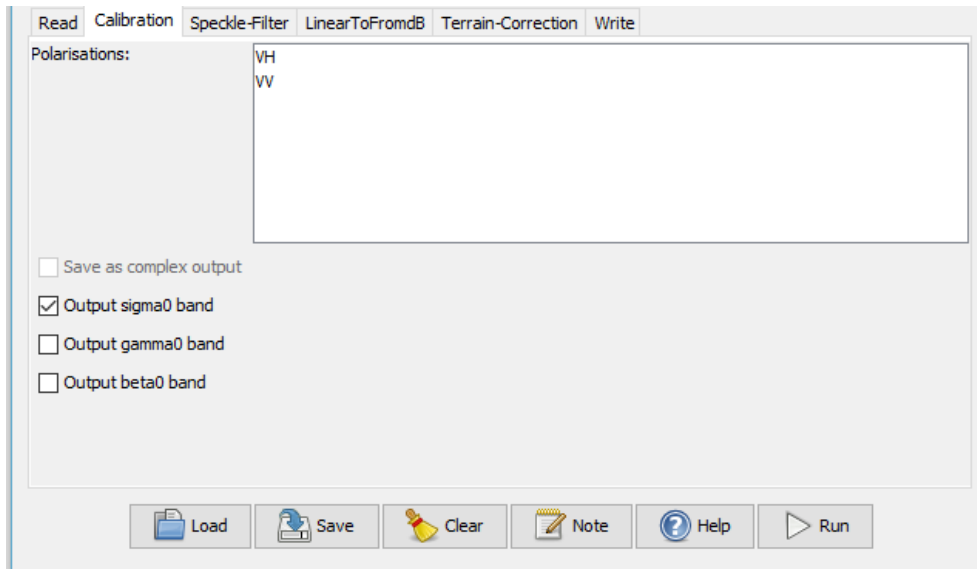 Read Calibration Speckle-Filter LinearToFromdB Terrain-Correction Write
Polarisations: VH
VV
Save as complex output
Output sigma0 band
Output gamma0 band
Output beta0 band
Load Save Clear Note Help Run